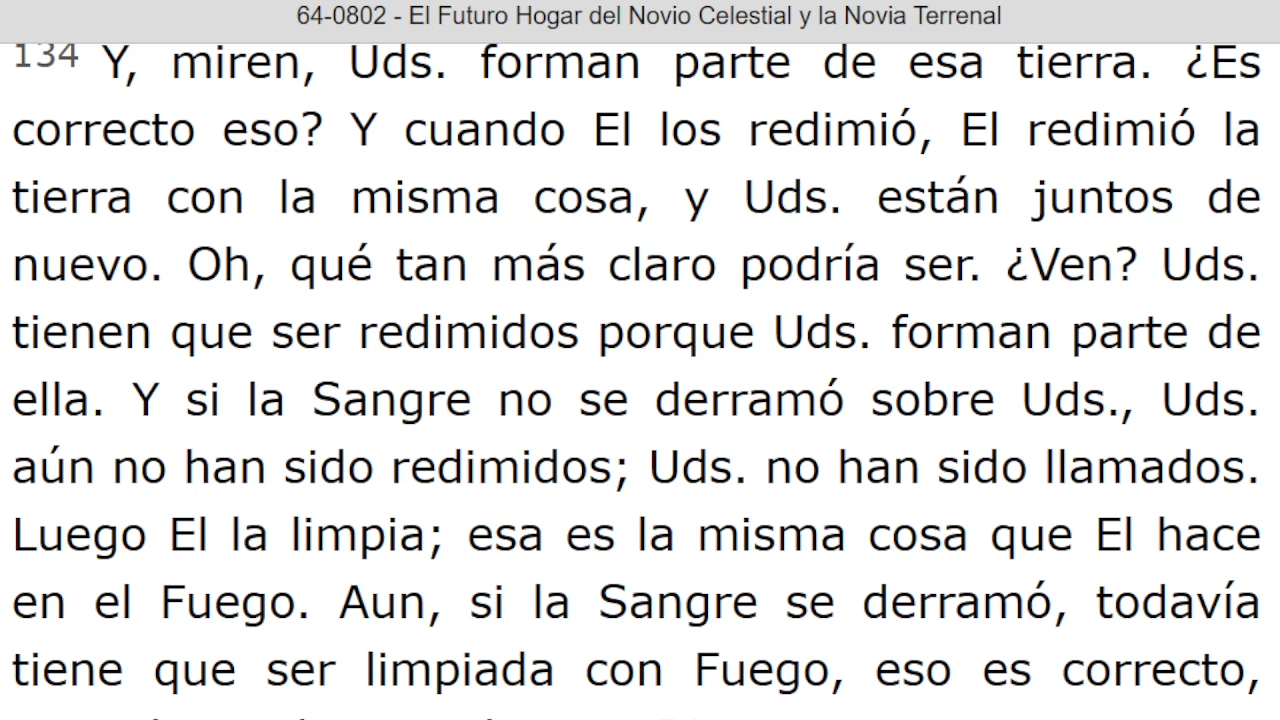 64-0802 - El Futuro Hogar del Novio Celestial y la Novia Terrenal
134 Y, miren, Uds. forman parte de esa tierra. ¿Es
correcto eso? Y cuando El los redimió, El redimió la
tierra con la misma cosa, y Uds. están juntos de
nuevo. Oh, qué tan más claro podría ser. ¿Ven? Uds.
tienen que ser redimidos porque Uds. forman parte de
ella. Y si la Sangre no se derramó sobre Uds., Uds.
aún no han sido redimidos; Uds. no han sido llamados.
Luego El la limpia; esa es la misma cosa que El hace
en el Fuego. Aun, si la Sangre se derramó, todavía
tiene que ser limpiada con Fuego, eso es correcto,